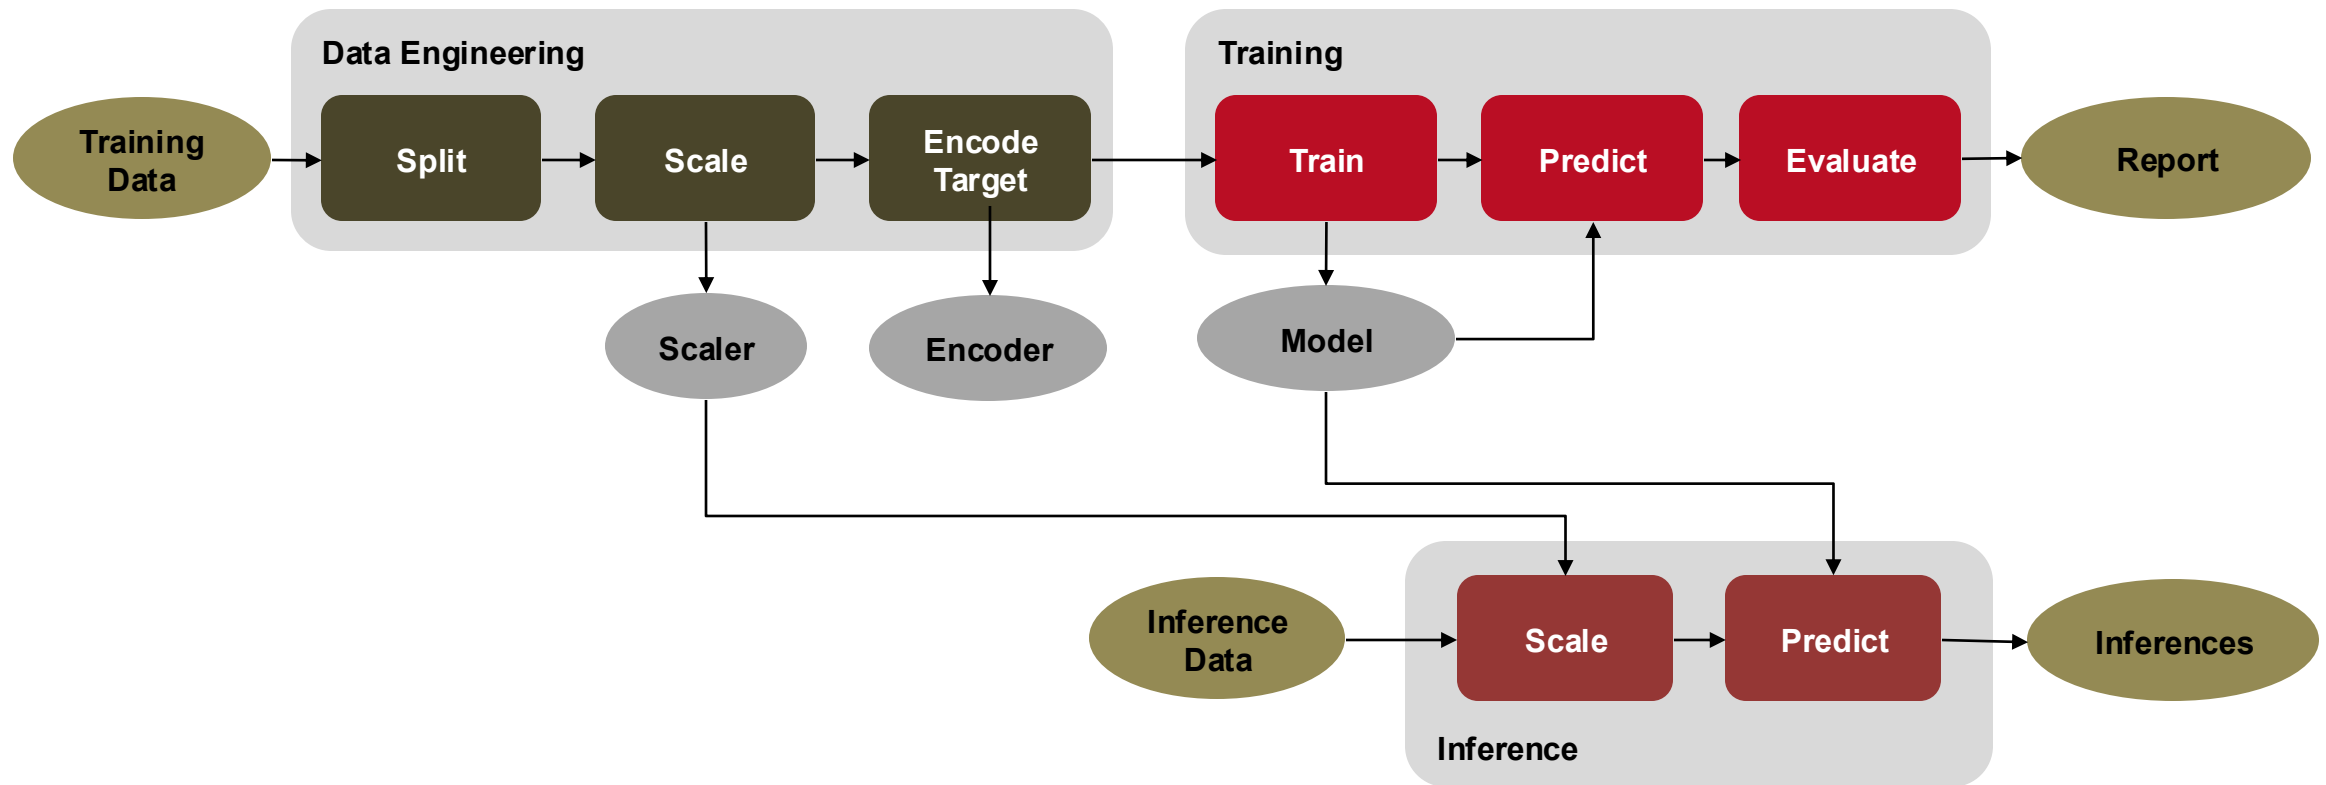 Data Engineering
Training
Training
Data
Split
Scale
Encode
Target
Train
Predict
Evaluate
Report
Scaler
Encoder
Model
Inference
Data
Scale
Predict
Inferences
Inference